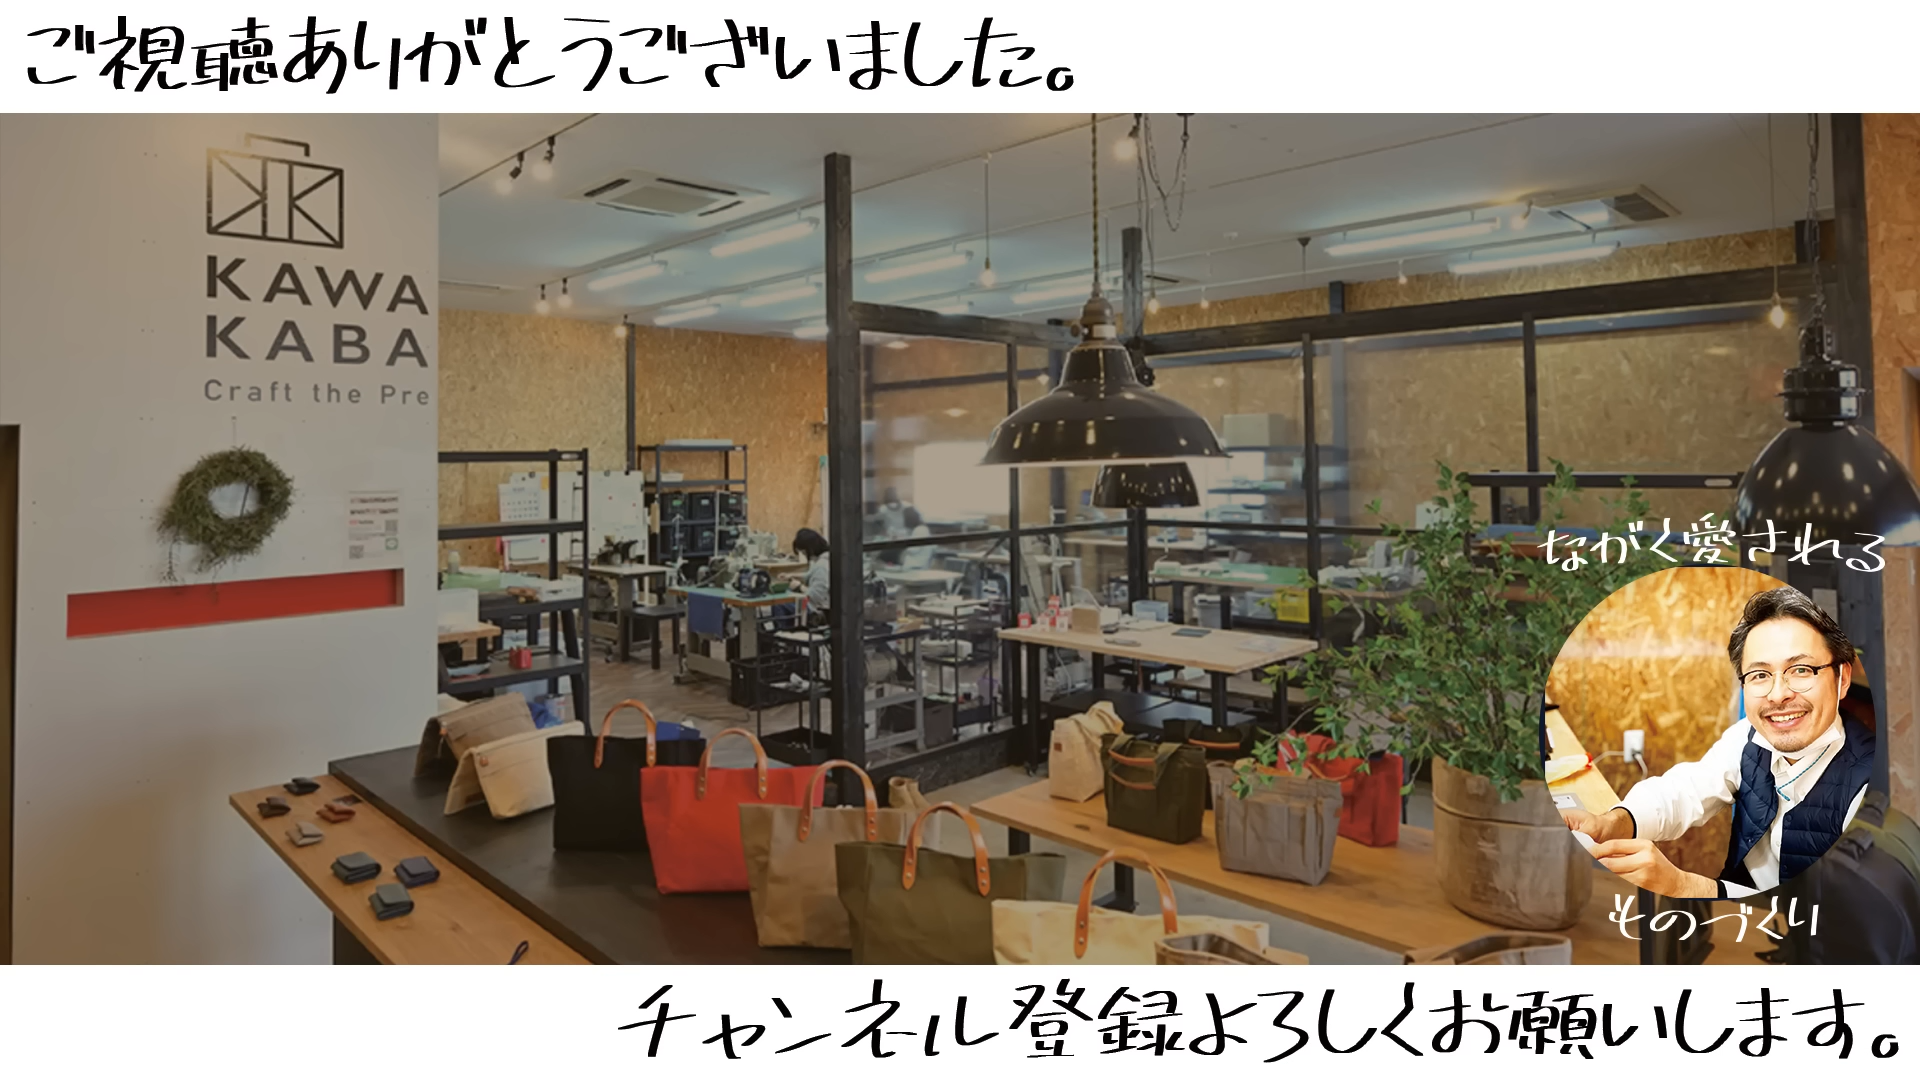 ご視聴ありがとうございました。
KAWA
KABA
Craft the Pre
ながく愛される
ものづくり
チャンネル登録よろしくお願いします。